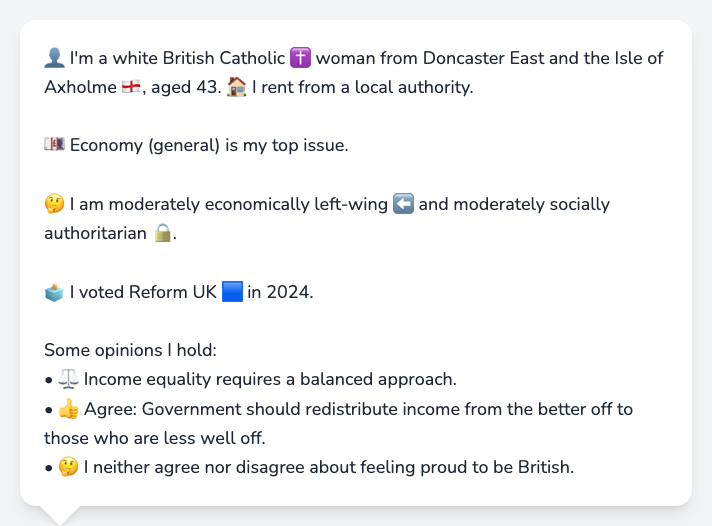 👤 I'm a white British Catholic ✝️ woman from Doncaster East and the Isle of
Axholme 🏴󠁧󠁢󠁥󠁮󠁧󠁿, aged 43. 🏠 I rent from a local authority.
💷 Economy (general) is my top issue.
🤔 I am moderately economically left-wing ⬅️ and moderately socially
authoritarian 🔒.
🗳️ I voted Reform UK 🟦 in 2024.
Some opinions I hold:
• ⚖️ Income equality requires a balanced approach.
• 👍 Agree: Government should redistribute income from the better off to
those who are less well off.
• 🤔 I neither agree nor disagree about feeling proud to be British.